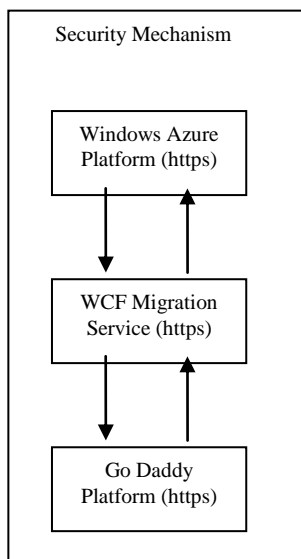 Security Mechanism
Windows Azure
Platform (https)
WCF Migration
Service (https)
Go Daddy
Platform (https)